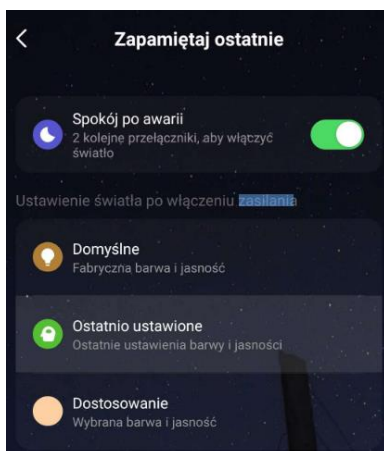 Zapamiętaj ostatnie
Spokój po awarii
2 kolejne przełączniki, aby włączyć
światło
Ustawienie światła po włączeniu zasilania
Domyślne
Fabryczna barwa i jasność
Ostatnio ustawione
Ostatnie ustawienia barwy i jasności
Dostosowanie
Wybrana barwa i jasność